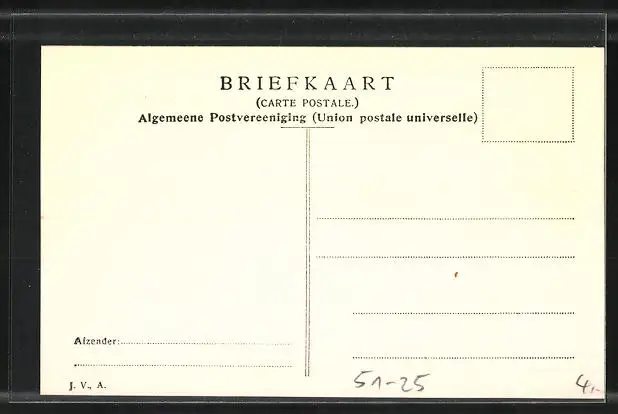 BRIEFKAART
(CARTE POSTALE.)
Algemeene Postvereeniging (Union postale universelle)
Afzender:
J. V., A.
51-25
4,-